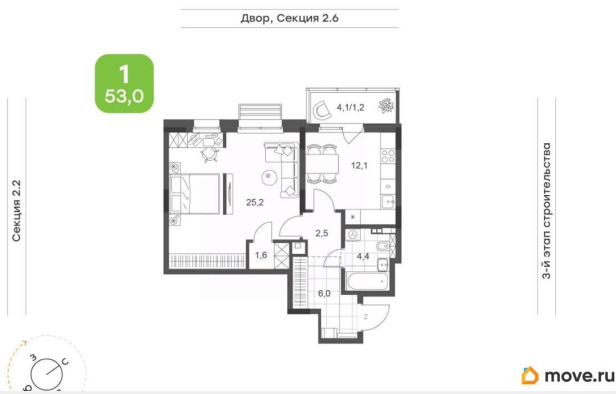 Двор, Секция 2.6
1
53,0
4,1/1,2
12,1
25,2
2,5
1,6
4,4
6,0
2
Секция 2.2
3-й этап строительства
З
С
move.ru